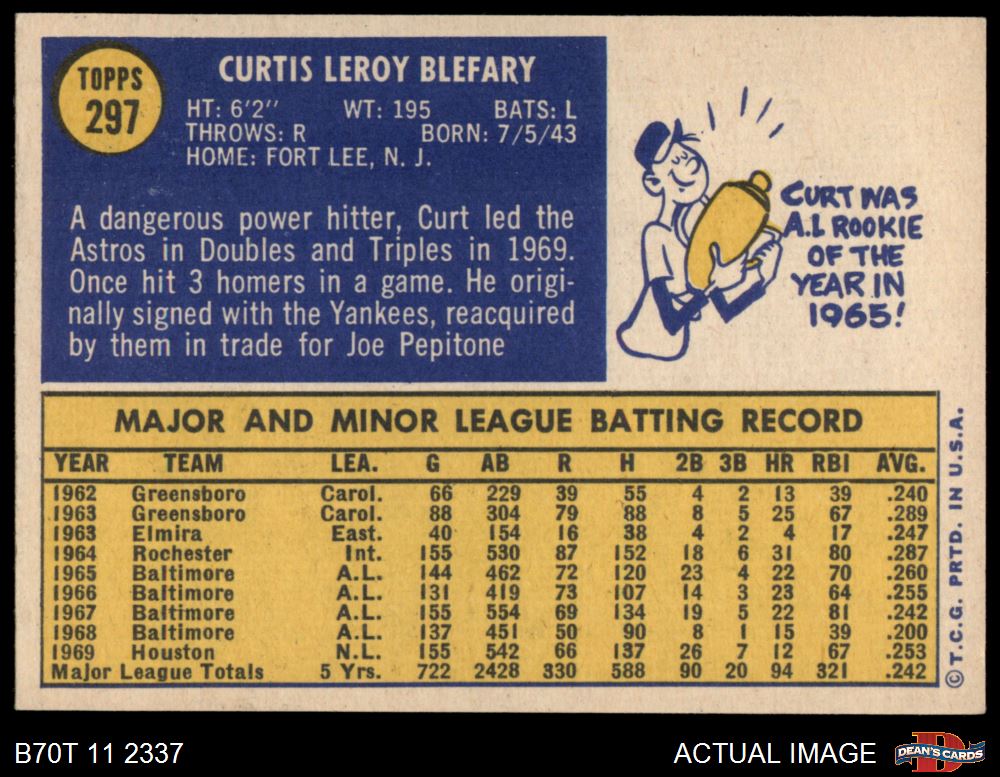 TOPPS
297
CURTIS LEROY BLEFARY
HT: 6'2" WT: 195 BATS: L
THROWS: R BORN: 7/5/43
HOME: FORT LEE, N. J.
A dangerous power hitter, Curt led the
Astros in Doubles and Triples in 1969.
Once hit 3 homers in a game. He origi-
nally signed with the Yankees, reacquired
by them in trade for Joe Pepitone
CURT WAS
A.L ROOKIE
OF THE
YEAR IN
1965!
MAJOR AND MINOR LEAGUE BATTING RECORD
YEAR TEAM LEA. G AB R H 2B 3B HR RBI AVG.
1962 Greensboro Carol. 66 229 39 55 4 2 13 39 .240
1963 Greensboro Carol. 88 304 79 88 8 5 25 67 .289
1963 Elmira East. 40 154 16 38 4 2 4 17 .247
1964 Rochester Int. 155 530 87 152 18 6 31 80 .287
1965 Baltimore A.L. 144 462 72 120 23 4 22 70 .260
1966 Baltimore A.L. 131 419 73 107 14 3 23 64 .255
1967 Baltimore A.L. 155 554 69 134 19 5 22 81 .242
1968 Baltimore A.L. 137 451 50 90 8 1 15 39 .200
1969 Houston N.L. 155 542 66 137 26 7 12 67 .253
Major League Totals 5 Yrs. 722 2428 330 588 90 20 94 321 .242
©T.C.G. PRTD. IN U.S.A.
B70T 11 2337
ACTUAL IMAGE
D
DEAN'S CARDS